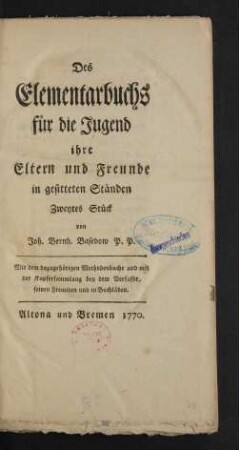 Des
Elementarbuchs
für die Jugend
ihre
Eltern und Freunde
in gesitteten Ständen
Zweytes Stück
von
Joh. Bernh. Basedow P. P.
Mit dem dazugehörigen Methodenbuche und mit
der Kupfersammlung bey dem Verfasser,
seinen Freunden und in Buchläden.
Altona und Bremen 1770.